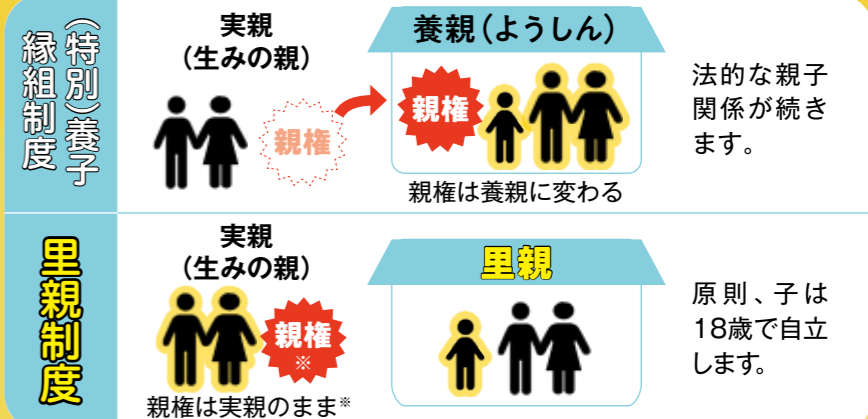 （特別）養子
縁組制度
実親
（生みの親）
親権
養親（ようしん）
親権
親権は養親に変わる
法的な親子
関係が続き
ます。
里親制度
実親
（生みの親）
親権
※
親権は実親のまま※
里親
原則、子は
18歳で自立
します。